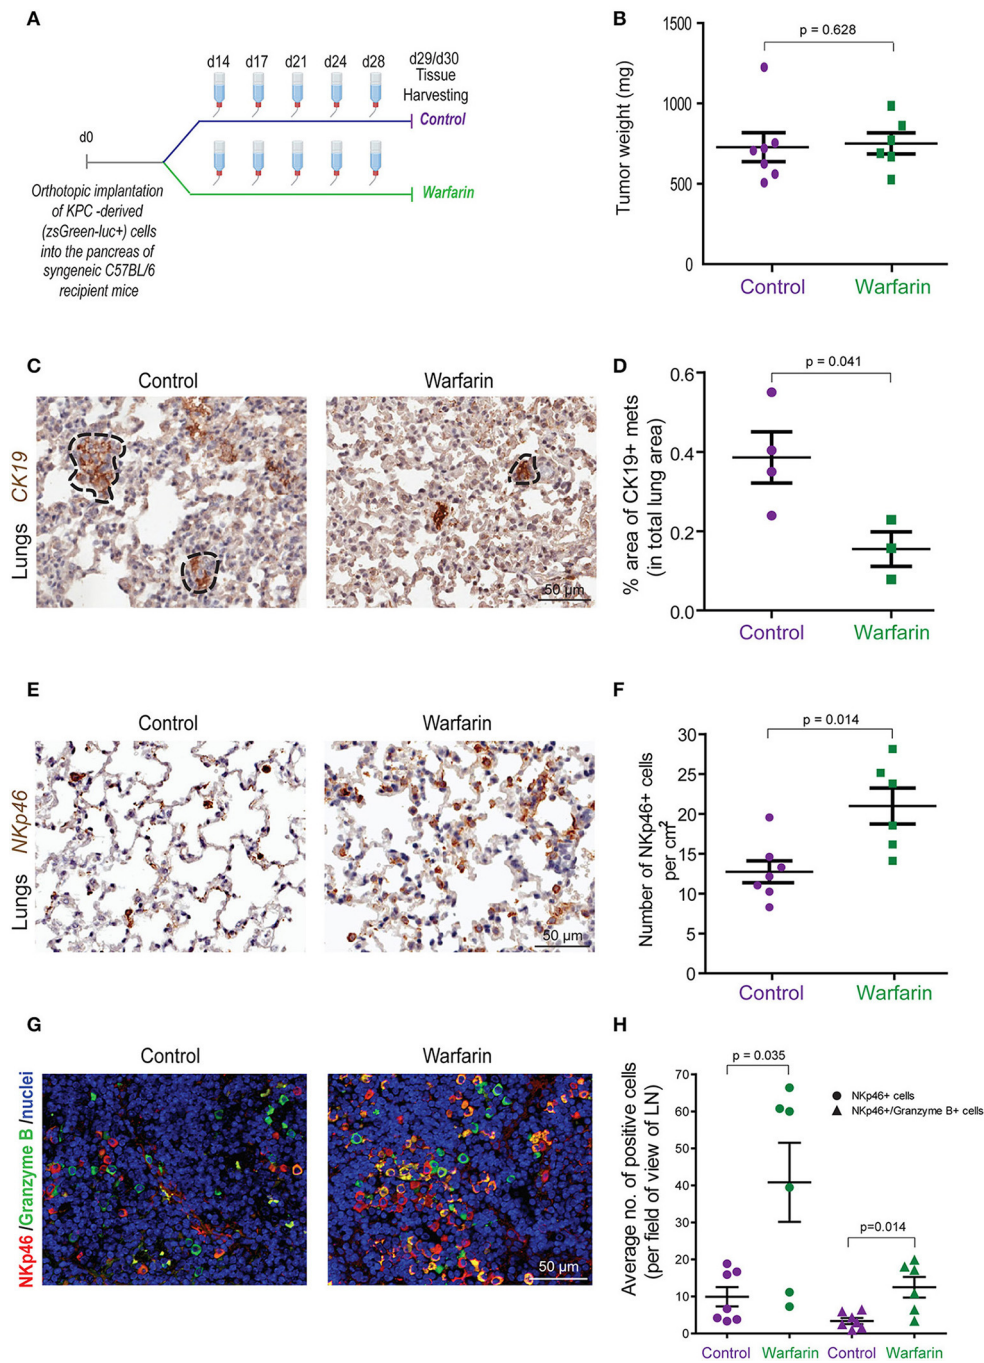 A
d14 d17 d21 d24 d28 d29/d30
Tissue
Harvesting
Control
d0
Warfarin
Orthotopic implantation
of KPC -derived
(zsGreen-luc+) cells
into the pancreas of
syngeneic C57BL/6
recipient mice
B
p = 0.628
Tumor weight (mg)
1500
1000
500
0
Control Warfarin
C
Control Warfarin
Lungs CK19
50 µm
D
p = 0.041
% area of CK19+ mets
(in total lung area)
0.6
0.4
0.2
0.0
Control Warfarin
E
Control Warfarin
Lungs NKp46
50 µm
F
p = 0.014
Number of NKp46+ cells
per cm²
30
25
20
15
10
5
0
Control Warfarin
G
Control Warfarin
NKp46 /Granzyme B /nuclei
50 µm
H
p = 0.035
NKp46+ cells
NKp46+/Granzyme B+ cells
p=0.014
Average no. of positive cells
(per field of view of LN)
70
60
50
40
30
20
10
0
Control Warfarin Control Warfarin